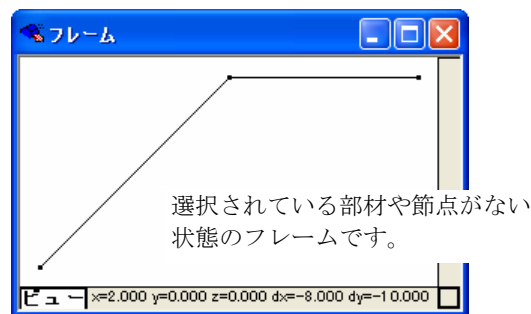 フレーム
選択されている部材や節点がない
状態のフレームです。
ビュー x=2.000 y=0.000 z=0.000 dx=-8.000 dy=-10.000